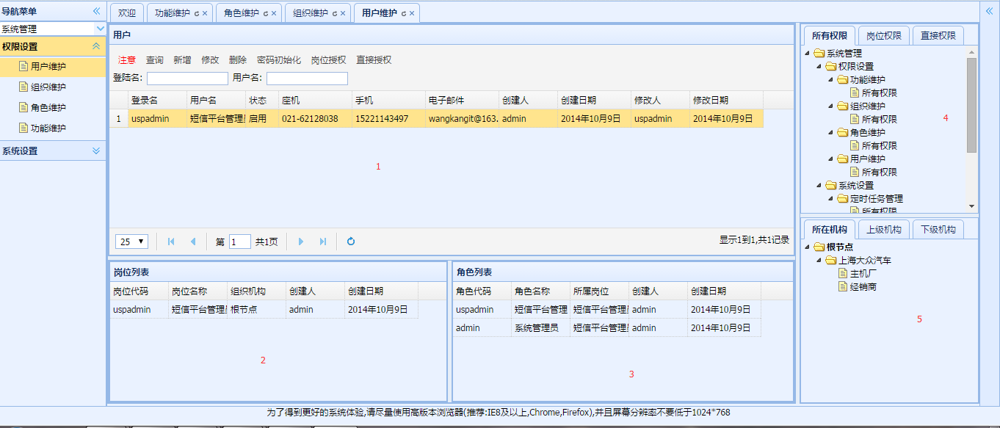 导航菜单
系统管理
权限设置
用户维护
组织维护
角色维护
功能维护
系统设置
欢迎 功能维护 角色维护 组织维护 用户维护
用户
注意 查询 新增 修改 删除 密码初始化 岗位授权 直接授权
登陆名: 用户名:
登录名 用户名 状态 座机 手机 电子邮件 创建人 创建日期 修改人 修改日期
1 uspadmin 短信平台管理 启用 021-62128038 15221143497 wangkangit@163. admin 2014年10月9日 uspadmin 2014年10月9日
1
25 第 1 共1页 显示1到1,共1记录
岗位列表
岗位代码 岗位名称 组织机构 创建人 创建日期
uspadmin 短信平台管理 根节点 admin 2014年10月9日
2
角色列表
角色代码 角色名称 所属岗位 创建人 创建日期
uspadmin 短信平台管理 短信平台管理 admin 2014年10月9日
admin 系统管理员 短信平台管理 admin 2014年10月9日
3
所有权限 岗位权限 直接权限
系统管理
权限设置
功能维护
所有权限
组织维护
所有权限
4
角色维护
所有权限
用户维护
所有权限
系统设置
定时任务管理
所有权限
所在机构 上级机构 下级机构
根节点
上海大众汽车
主机厂
经销商
5
为了得到更好的系统体验,请尽量使用高版本浏览器(推荐:IE8及以上,Chrome,Firefox),并且屏幕分辨率不要低于1024*768